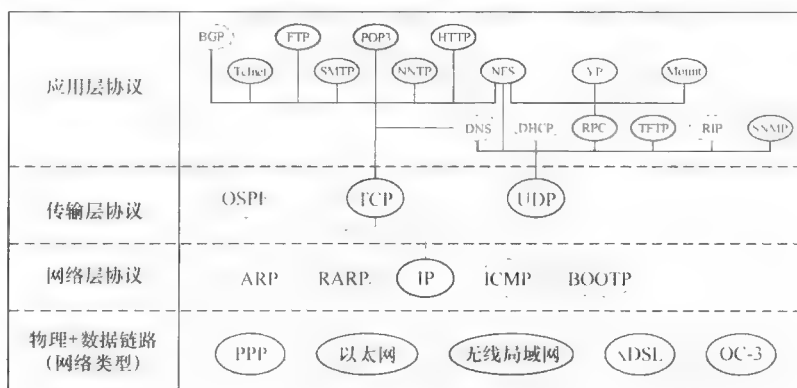 应用层协议
BGP FTP POP3 HTTP
Telnet SMTP NNTP NFS YP Mount
DNS DHCP RPC TFTP RIP SNMP
传输层协议
OSPF TCP UDP
网络层协议
ARP RARP IP ICMP BOOTP
物理+数据链路
(网络类型)
PPP 以太网 无线局域网 xDSL OC-3